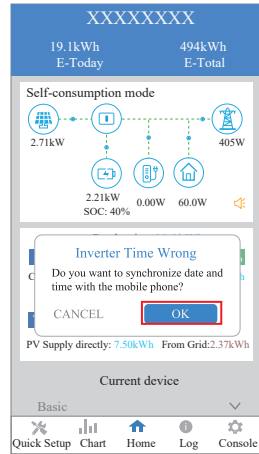 XXXXXXXX
19.1kWh 494kWh
E-Today E-Total
Self-consumption mode
2.71kW 405W
2.21kW 0.00W 60.0W
SOC: 40%
Inverter Time Wrong
Do you want to synchronize date and
time with the mobile phone?
CANCEL OK
PV Supply directly: 7.50kWh From Grid:2.37kWh
Current device
Basic
Quick Setup Chart Home Log Console